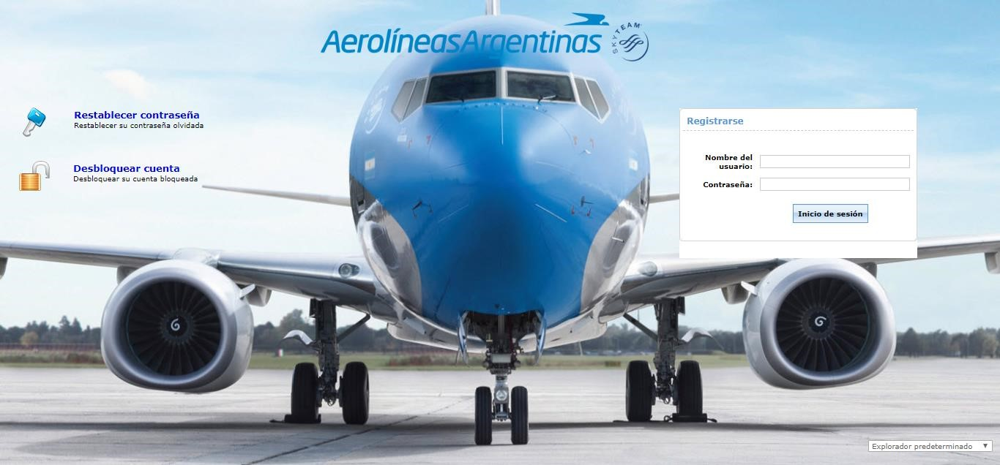 AerolíneasArgentinas
SKYTEAM
Restablecer contraseña
Restablecer su contraseña olvidada
Desbloquear cuenta
Desbloquear su cuenta bloqueada
Registrarse
Nombre del
usuario:
Contraseña:
Inicio de sesión
Explorador predeterminado